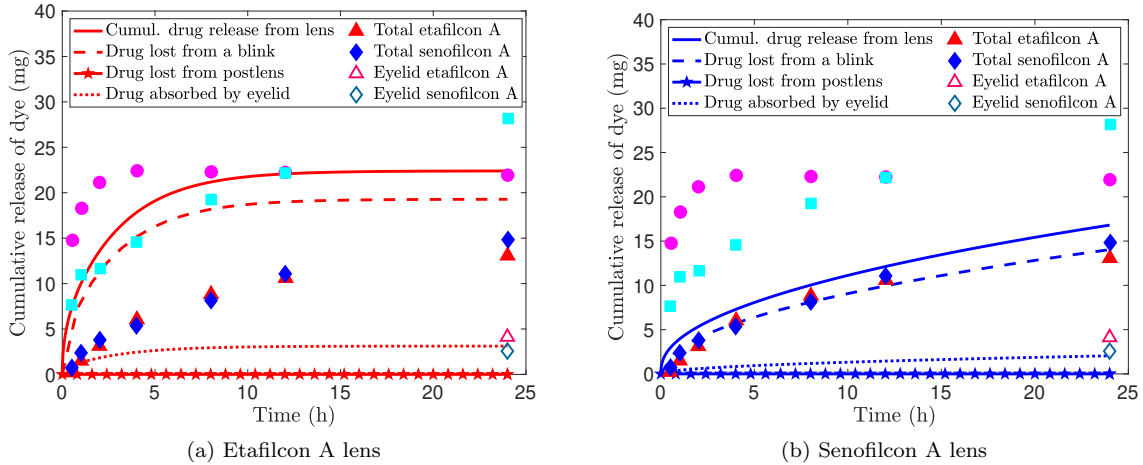 40
35
30
25
20
15
10
5
0
Cumulative release of dye (mg)
Cumul. drug release from lens
Drug lost from a blink
Drug lost from postlens
Drug absorbed by eyelid
Total etafilcon A
Total senofilcon A
Eyelid etafilcon A
Eyelid senofilcon A
0 5 10 15 20 25
Time (h)
(a) Etafilcon A lens
40
35
30
25
20
15
10
5
0
Cumulative release of dye (mg)
Cumul. drug release from lens
Drug lost from a blink
Drug lost from postlens
Drug absorbed by eyelid
Total etafilcon A
Total senofilcon A
Eyelid etafilcon A
Eyelid senofilcon A
0 5 10 15 20 25
Time (h)
(b) Senofilcon A lens